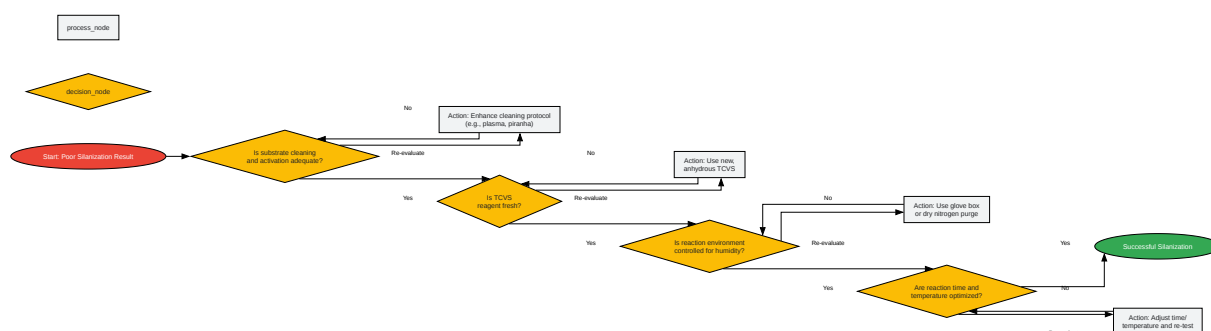 process_node
decision_node
Start: Poor Silanization Result
Is substrate cleaning
and activation adequate?
No
Action: Enhance cleaning protocol
(e.g., plasma, piranha)
Re-evaluate
Yes
Is TCVS
reagent fresh?
No
Action: Use new,
anhydrous TCVS
Re-evaluate
Yes
Is reaction environment
controlled for humidity?
No
Action: Use glove box
or dry nitrogen purge
Re-evaluate
Yes
Are reaction time and
temperature optimized?
Yes
Successful Silanization
No
Action: Adjust time/
temperature and re-test